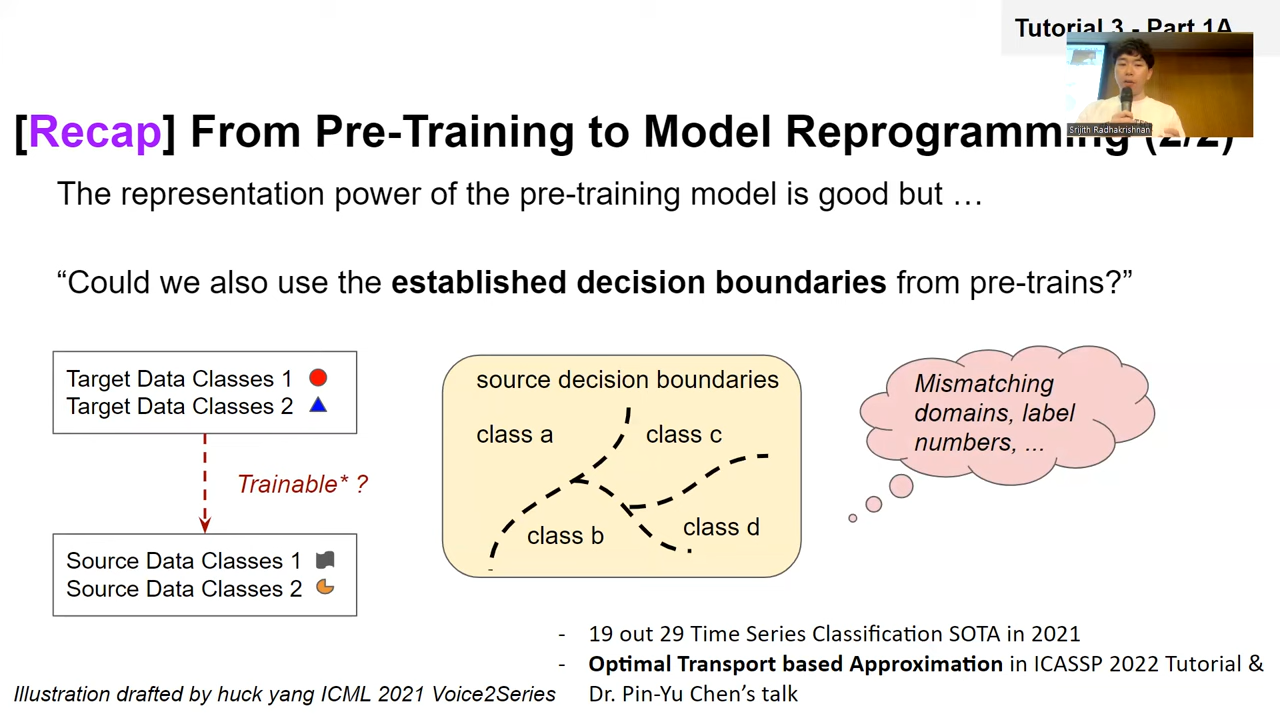 Tutorial 3 - Part 1A
Srijith Radhakrishnan
[Recap] From Pre-Training to Model Reprogramming (2/2)
The representation power of the pre-training model is good but …
“Could we also use the established decision boundaries from pre-trains?”
Target Data Classes 1
Target Data Classes 2
Trainable* ?
Source Data Classes 1
Source Data Classes 2
source decision boundaries
class a
class c
class b
class d
Mismatching
domains, label
numbers, ...
- 19 out 29 Time Series Classification SOTA in 2021
- Optimal Transport based Approximation in ICASSP 2022 Tutorial &
Dr. Pin-Yu Chen’s talk
Illustration drafted by huck yang ICML 2021 Voice2Series